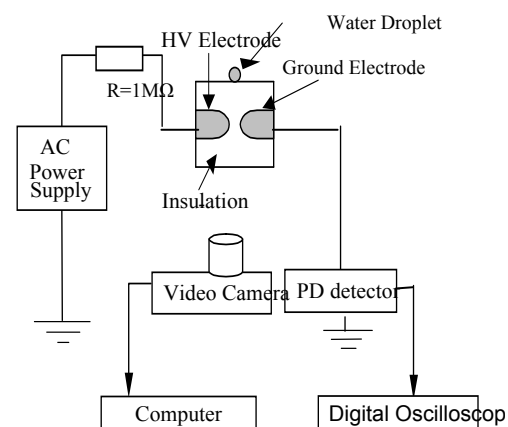 Water Droplet
HV Electrode
Ground Electrode
R=1MΩ
AC
Power
Supply
Insulation
Video Camera
PD detector
Computer
Digital Oscilloscop